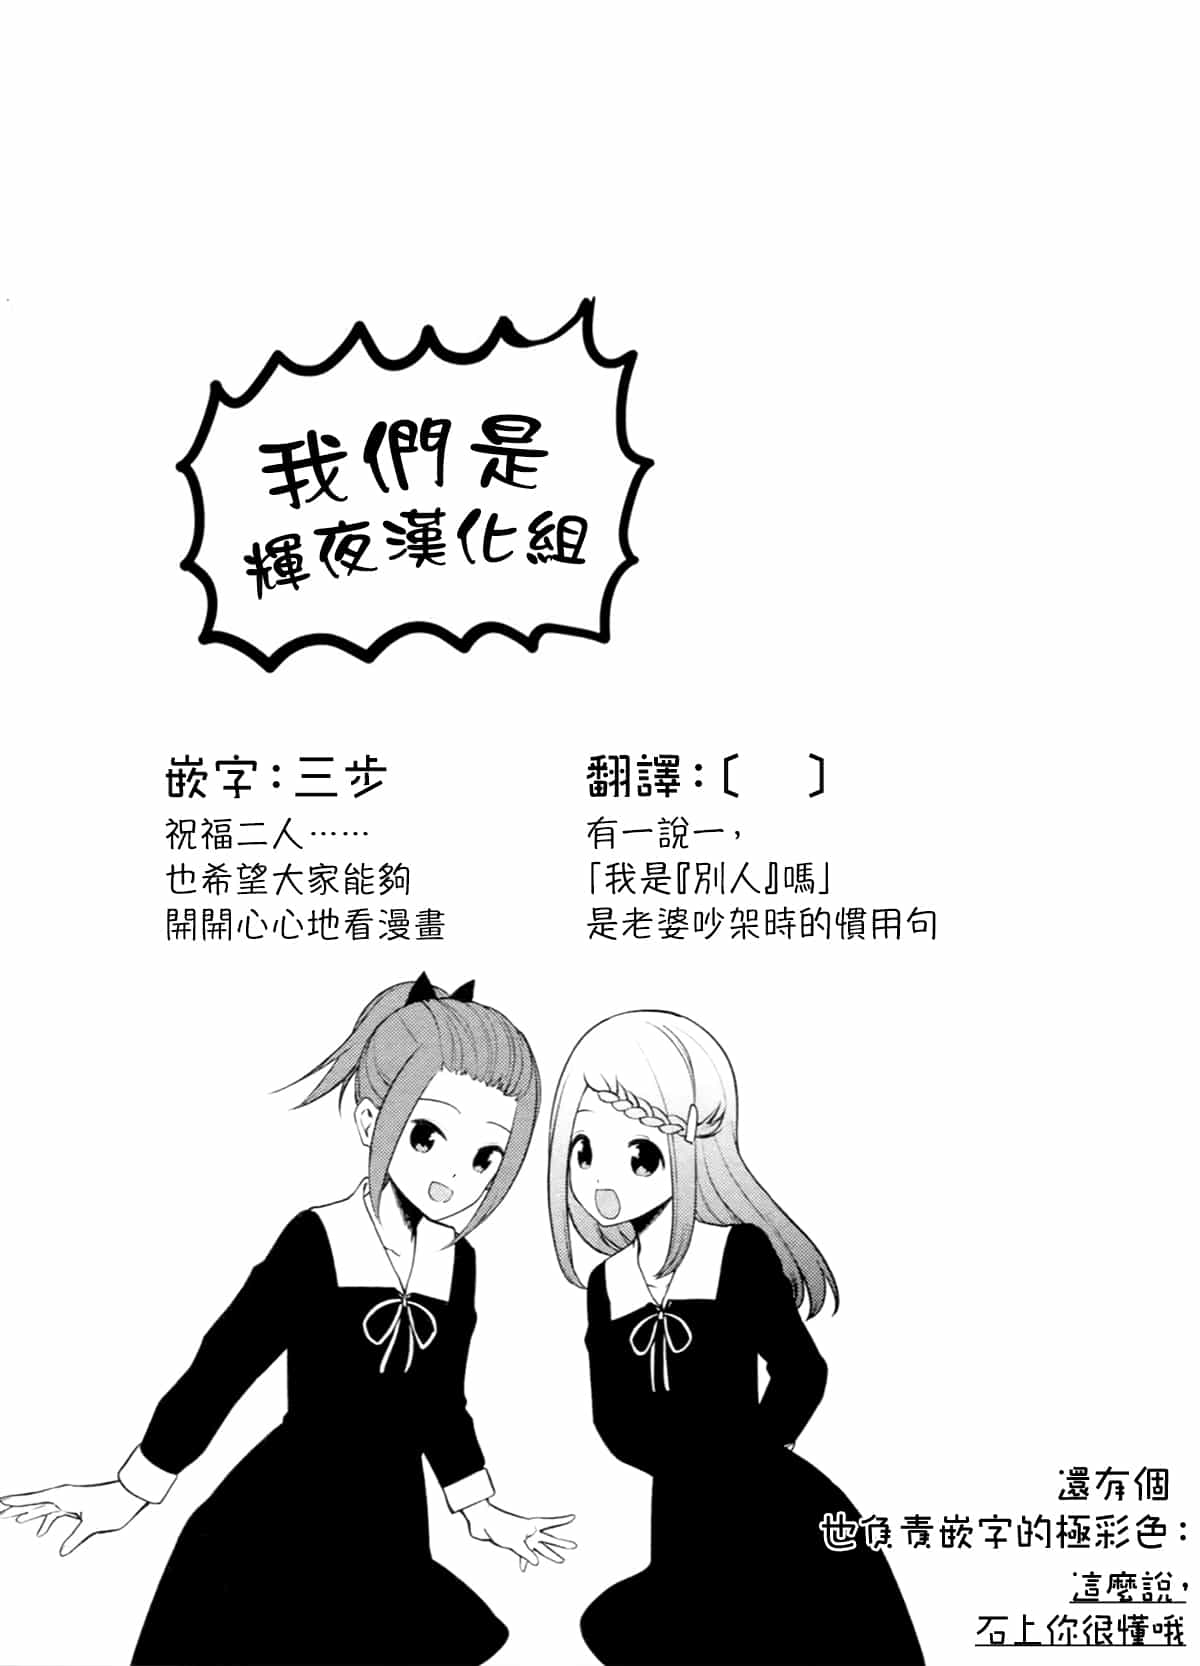 我們是
輝夜漢化組
嵌字：三步
祝福二人……
也希望大家能夠
開開心心地看漫畫
翻譯：〔　〕
有一說一，
「我是『別人』嗎」
是老婆吵架時的慣用句
還有個
也負責嵌字的極彩色：
這麼說，
石上你很懂哦